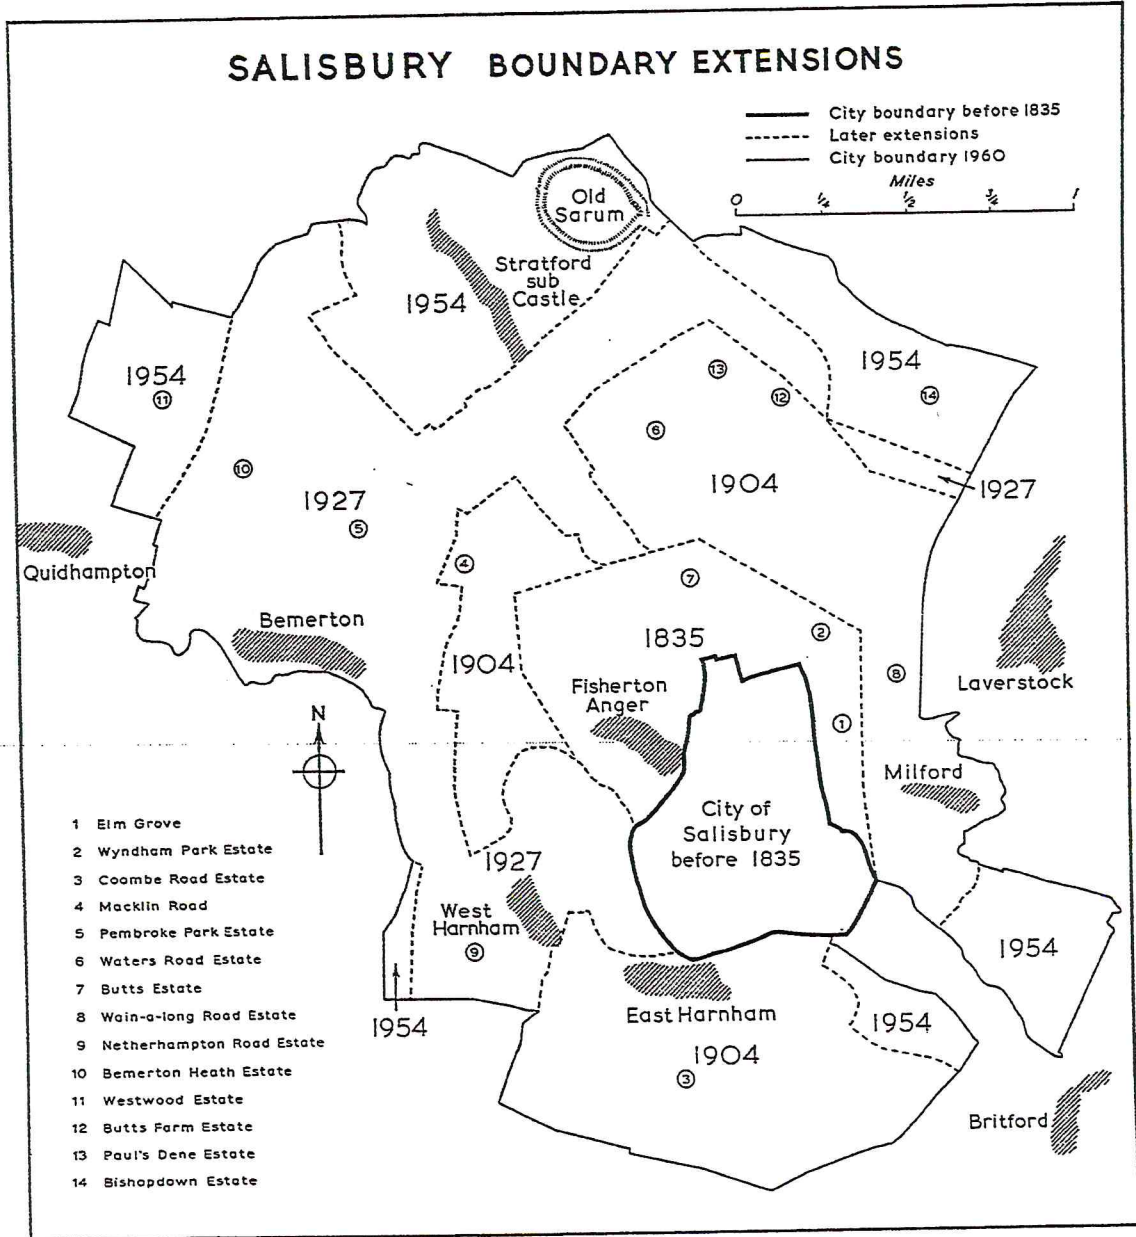 SALISBURY BOUNDARY EXTENSIONS
City boundary before 1835
Later extensions
City boundary 1960
Miles
0 ¼ ½ ¾ 1
Old
Sarum
Stratford
sub
Castle
1954
1954
11
1954
14
13
12
6
10
1927
5
1904
1927
Quidhampton
4
7
Bemerton
1835
2
1904
8
Laverstock
Fisherton
Anger
N
1
Milford
City of
Salisbury
before 1835
1927
West
Harnham
9
1954
1954
East Harnham
1954
1904
3
Britford
1 Elm Grove
2 Wyndham Park Estate
3 Coombe Road Estate
4 Macklin Road
5 Pembroke Park Estate
6 Waters Road Estate
7 Butts Estate
8 Wain-a-long Road Estate
9 Netherhampton Road Estate
10 Bemerton Heath Estate
11 Westwood Estate
12 Butts Farm Estate
13 Paul's Dene Estate
14 Bishopdown Estate